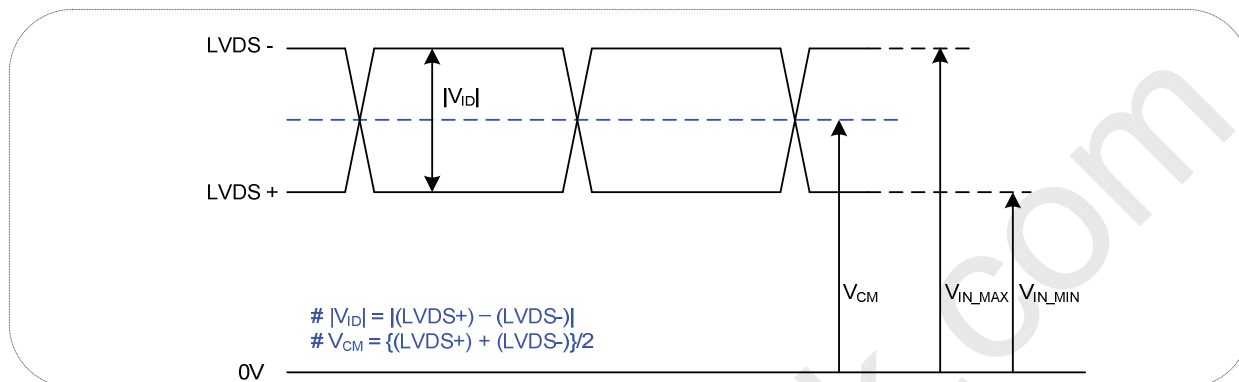 LVDS -
|VID|
LVDS +
VCM
VIN_MAX
VIN_MIN
# |VID| = |(LVDS+) – (LVDS-)|
# VCM = {(LVDS+) + (LVDS-)}/2
0V